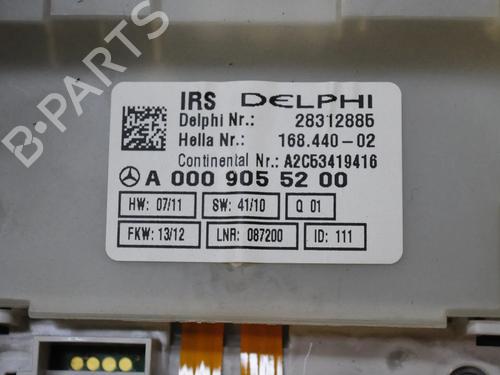 IRS DELPHI
Delphi Nr.: 28312885
Hella Nr.: 168.440-02
Continental Nr.: A2C53419416
A 000 905 52 00
HW: 07/11 SW: 41/10 Q 01
FKW: 13/12 LNR: 087200 ID: 111
B-PARTS